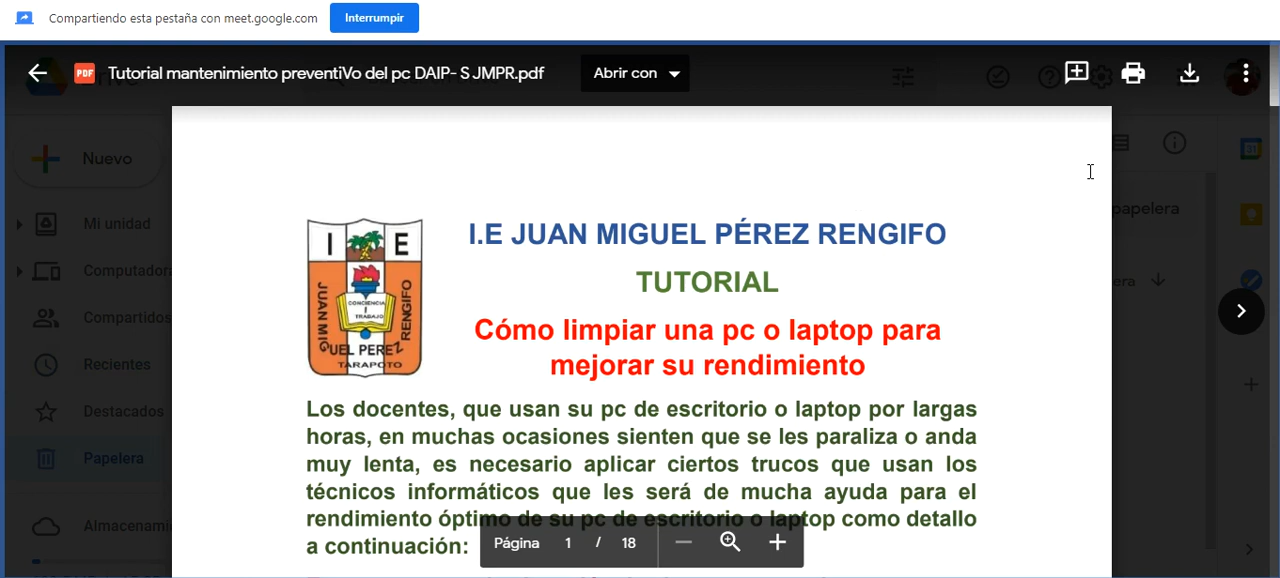 Compartiendo esta pestaña con meet.google.com
Interrumpir
PDF
Tutorial mantenimiento preventiVo del pc DAIP- S JMPR.pdf
Abrir con
Nuevo
Mi unidad
Computadora
Compartidos
Recientes
Destacados
Papelera
Almacenami
papelera
era
31
I E
JUAN MIGUEL PEREZ RENGIFO
CONCIENCIA
Y
TRABAJO
TARAPOTO
I.E JUAN MIGUEL PÉREZ RENGIFO
TUTORIAL
Cómo limpiar una pc o laptop para
mejorar su rendimiento
Los docentes, que usan su pc de escritorio o laptop por largas
horas, en muchas ocasiones sienten que se les paraliza o anda
muy lenta, es necesario aplicar ciertos trucos que usan los
técnicos informáticos que les será de mucha ayuda para el
rendimiento óptimo de su pc de escritorio o laptop como detallo
a continuación:
Página 1 / 18